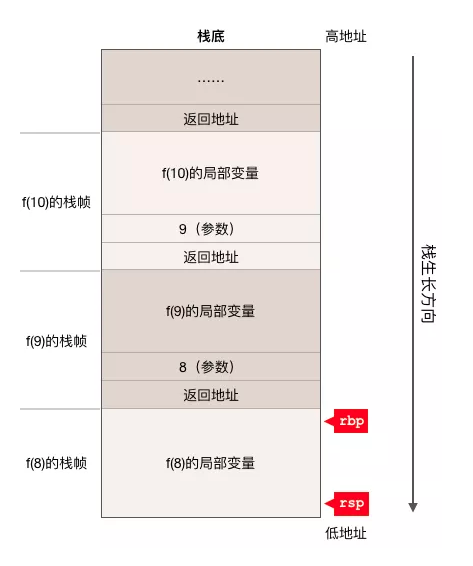 栈底
高地址
......
返回地址
f(10)的局部变量
f(10)的栈帧
9（参数）
返回地址
栈生长方向
f(9)的局部变量
f(9)的栈帧
8（参数）
返回地址
rbp
f(8)的局部变量
f(8)的栈帧
rsp
低地址